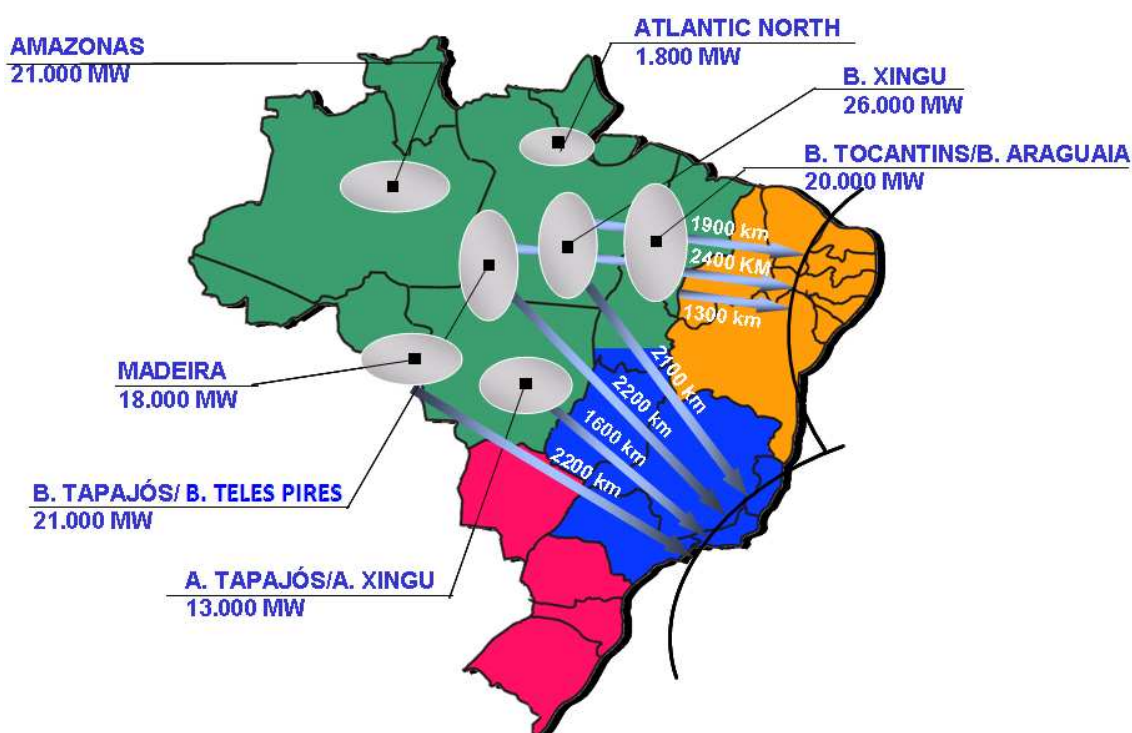 AMAZONAS
21.000 MW
ATLANTIC NORTH
1.800 MW
B. XINGU
26.000 MW
B. TOCANTINS/B. ARAGUAIA
20.000 MW
1900 km
2400 KM
1300 km
2100 km
2200 km
1600 km
2200 km
MADEIRA
18.000 MW
B. TAPAJÓS/ B. TELES PIRES
21.000 MW
A. TAPAJÓS/A. XINGU
13.000 MW